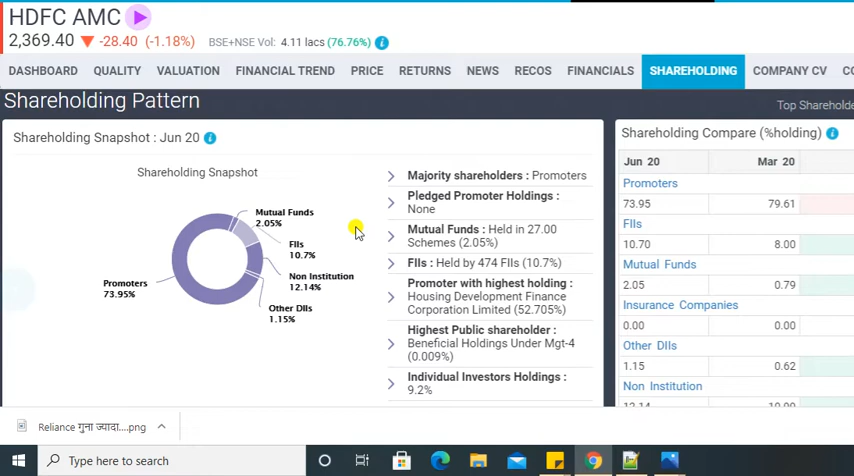 HDFC AMC
2,369.40 -28.40 (-1.18%) BSE+NSE Vol: 4.11 lacs (76.76%)
DASHBOARD QUALITY VALUATION FINANCIAL TREND PRICE RETURNS NEWS RECOS FINANCIALS SHAREHOLDING COMPANY CV CO
Shareholding Pattern
Top Shareholde
Shareholding Snapshot : Jun 20
Shareholding Snapshot
Mutual Funds
2.05%
FIIs
10.7%
Non Institution
12.14%
Other DIIs
1.15%
Promoters
73.95%
Majority shareholders : Promoters
Pledged Promoter Holdings :
None
Mutual Funds : Held in 27.00
Schemes (2.05%)
FIIs : Held by 474 FIIs (10.7%)
Promoter with highest holding :
Housing Development Finance
Corporation Limited (52.705%)
Highest Public shareholder :
Beneficial Holdings Under Mgt-4
(0.009%)
Individual Investors Holdings :
9.2%
Shareholding Compare (%holding)
Jun 20 Mar 20
Promoters
73.95 79.61
FIIs
10.70 8.00
Mutual Funds
2.05 0.79
Insurance Companies
0.00 0.00
Other DIIs
1.15 0.62
Non Institution
Reliance गुना ज्यादा....png
Type here to search